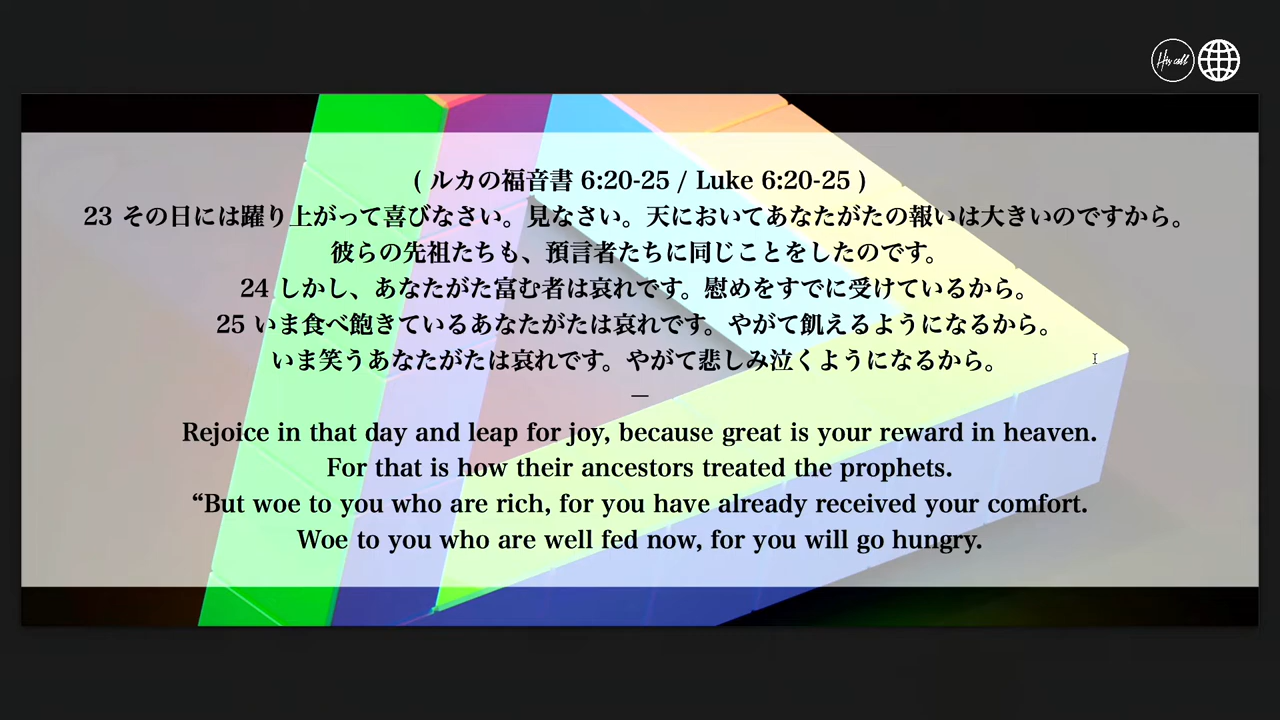 His call
( ルカの福音書 6:20-25 / Luke 6:20-25 )
23 その日には躍り上がって喜びなさい。見なさい。天においてあなたがたの報いは大きいのですから。
彼らの先祖たちも、預言者たちに同じことをしたのです。
24 しかし、あなたがた富む者は哀れです。慰めをすでに受けているから。
25 いま食べ飽きているあなたがたは哀れです。やがて飢えるようになるから。
いま笑うあなたがたは哀れです。やがて悲しみ泣くようになるから。
—
Rejoice in that day and leap for joy, because great is your reward in heaven.
For that is how their ancestors treated the prophets.
“But woe to you who are rich, for you have already received your comfort.
Woe to you who are well fed now, for you will go hungry.